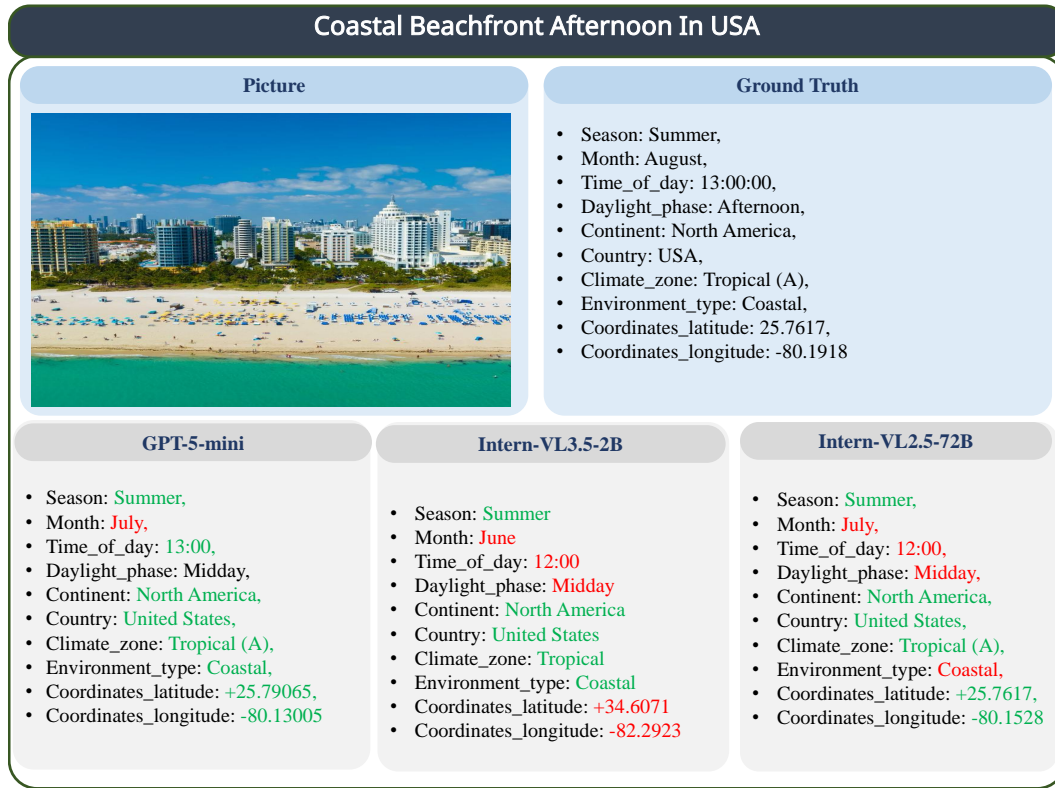 Coastal Beachfront Afternoon In USA
Picture
Ground Truth
• Season: Summer,
• Month: August,
• Time_of_day: 13:00:00,
• Daylight_phase: Afternoon,
• Continent: North America,
• Country: USA,
• Climate_zone: Tropical (A),
• Environment_type: Coastal,
• Coordinates_latitude: 25.7617,
• Coordinates_longitude: -80.1918
GPT-5-mini
• Season: Summer,
• Month: July,
• Time_of_day: 13:00,
• Daylight_phase: Midday,
• Continent: North America,
• Country: United States,
• Climate_zone: Tropical (A),
• Environment_type: Coastal,
• Coordinates_latitude: +25.79065,
• Coordinates_longitude: -80.13005
Intern-VL3.5-2B
• Season: Summer
• Month: June
• Time_of_day: 12:00
• Daylight_phase: Midday
• Continent: North America
• Country: United States
• Climate_zone: Tropical
• Environment_type: Coastal
• Coordinates_latitude: +34.6071
• Coordinates_longitude: -82.2923
Intern-VL2.5-72B
• Season: Summer,
• Month: July,
• Time_of_day: 12:00,
• Daylight_phase: Midday,
• Continent: North America,
• Country: United States,
• Climate_zone: Tropical (A),
• Environment_type: Coastal,
• Coordinates_latitude: +25.7617,
• Coordinates_longitude: -80.1528